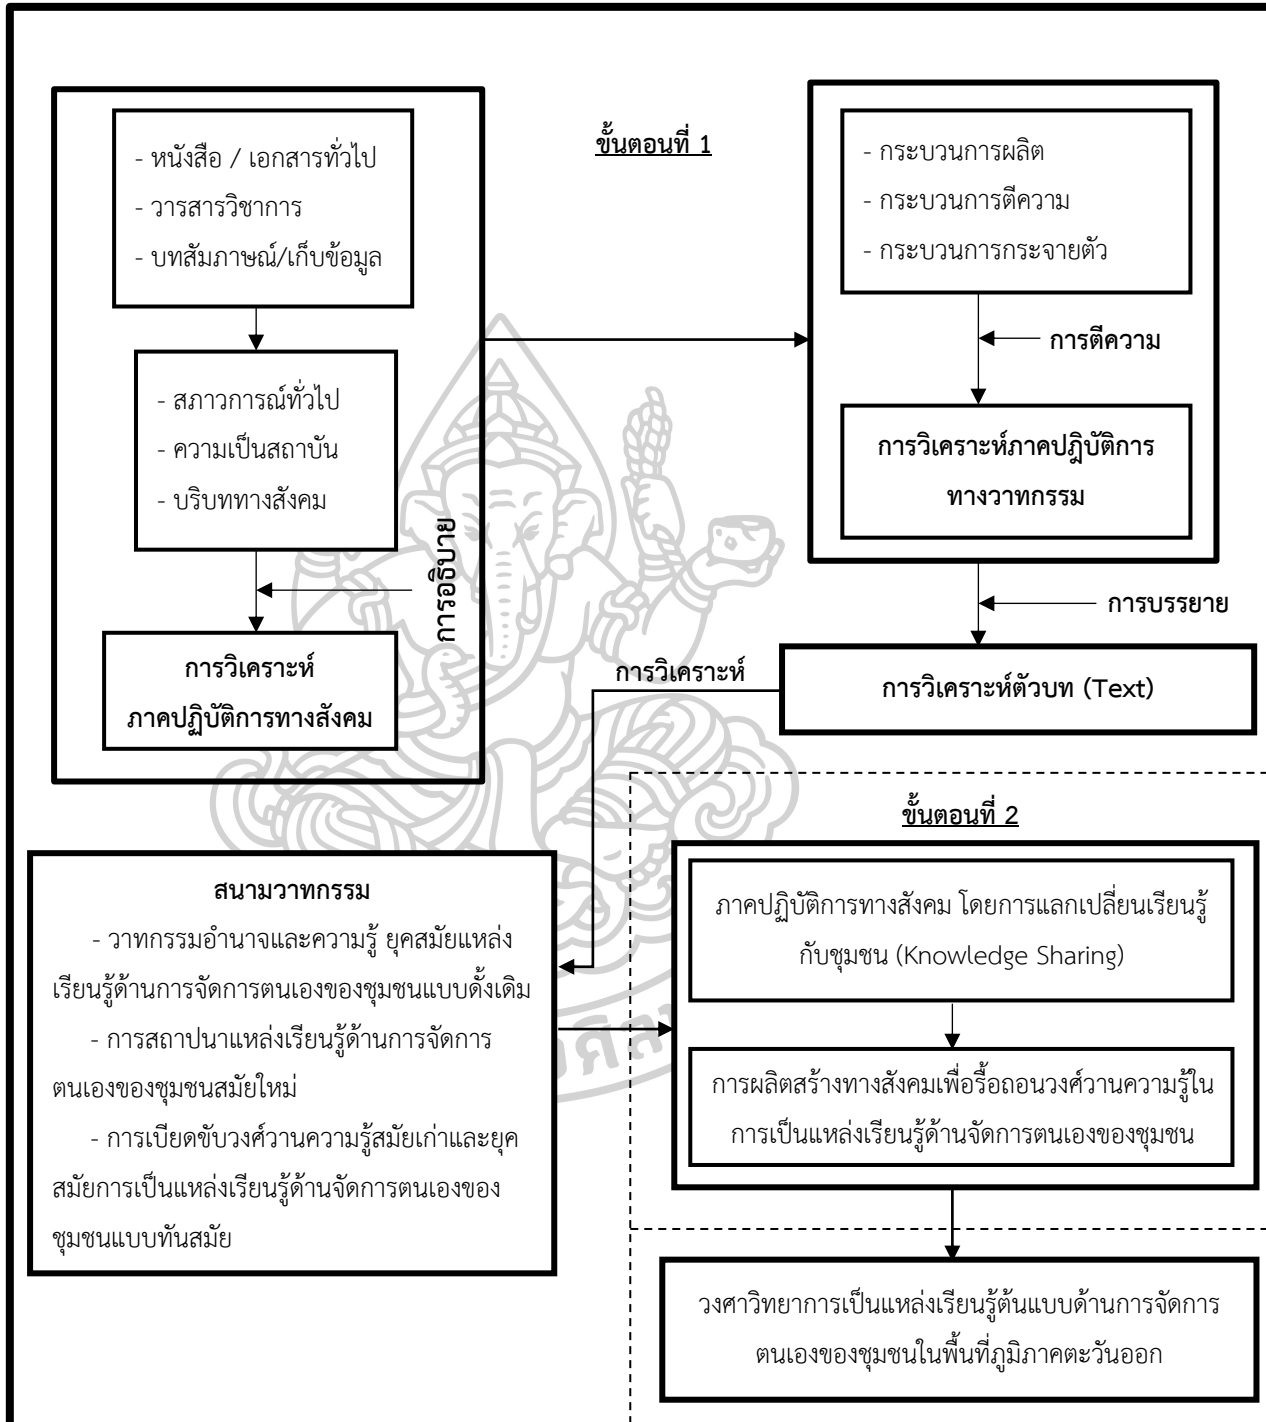 ขั้นตอนที่ 1
- หนังสือ / เอกสารทั่วไป
- วารสารวิชาการ
- บทสัมภาษณ์/เก็บข้อมูล
- สภาวการณ์ทั่วไป
- ความเป็นสถาบัน
- บริบททางสังคม
การอธิบาย
การวิเคราะห์
ภาคปฏิบัติการทางสังคม
- กระบวนการผลิต
- กระบวนการตีความ
- กระบวนการกระจายตัว
การตีความ
การวิเคราะห์ภาคปฎิบัติการ
ทางวาทกรรม
การบรรยาย
การวิเคราะห์ตัวบท (Text)
การวิเคราะห์
สนามวาทกรรม
- วาทกรรมอำนาจและความรู้ ยุคสมัยแหล่ง
เรียนรู้ด้านการจัดการตนเองของชุมชนแบบดั้งเดิม
- การสถาปนาแหล่งเรียนรู้ด้านการจัดการ
ตนเองของชุมชนสมัยใหม่
- การเบียดขับวงศ์วานความรู้สมัยเก่าและยุค
สมัยการเป็นแหล่งเรียนรู้ด้านจัดการตนเองของ
ชุมชนแบบทันสมัย
ขั้นตอนที่ 2
ภาคปฏิบัติการทางสังคม โดยการแลกเปลี่ยนเรียนรู้
กับชุมชน (Knowledge Sharing)
การผลิตสร้างทางสังคมเพื่อรื้อถอนวงศ์วานความรู้ใน
การเป็นแหล่งเรียนรู้ด้านจัดการตนเองของชุมชน
วงศาวิทยาการเป็นแหล่งเรียนรู้ต้นแบบด้านการจัดการ
ตนเองของชุมชนในพื้นที่ภูมิภาคตะวันออก